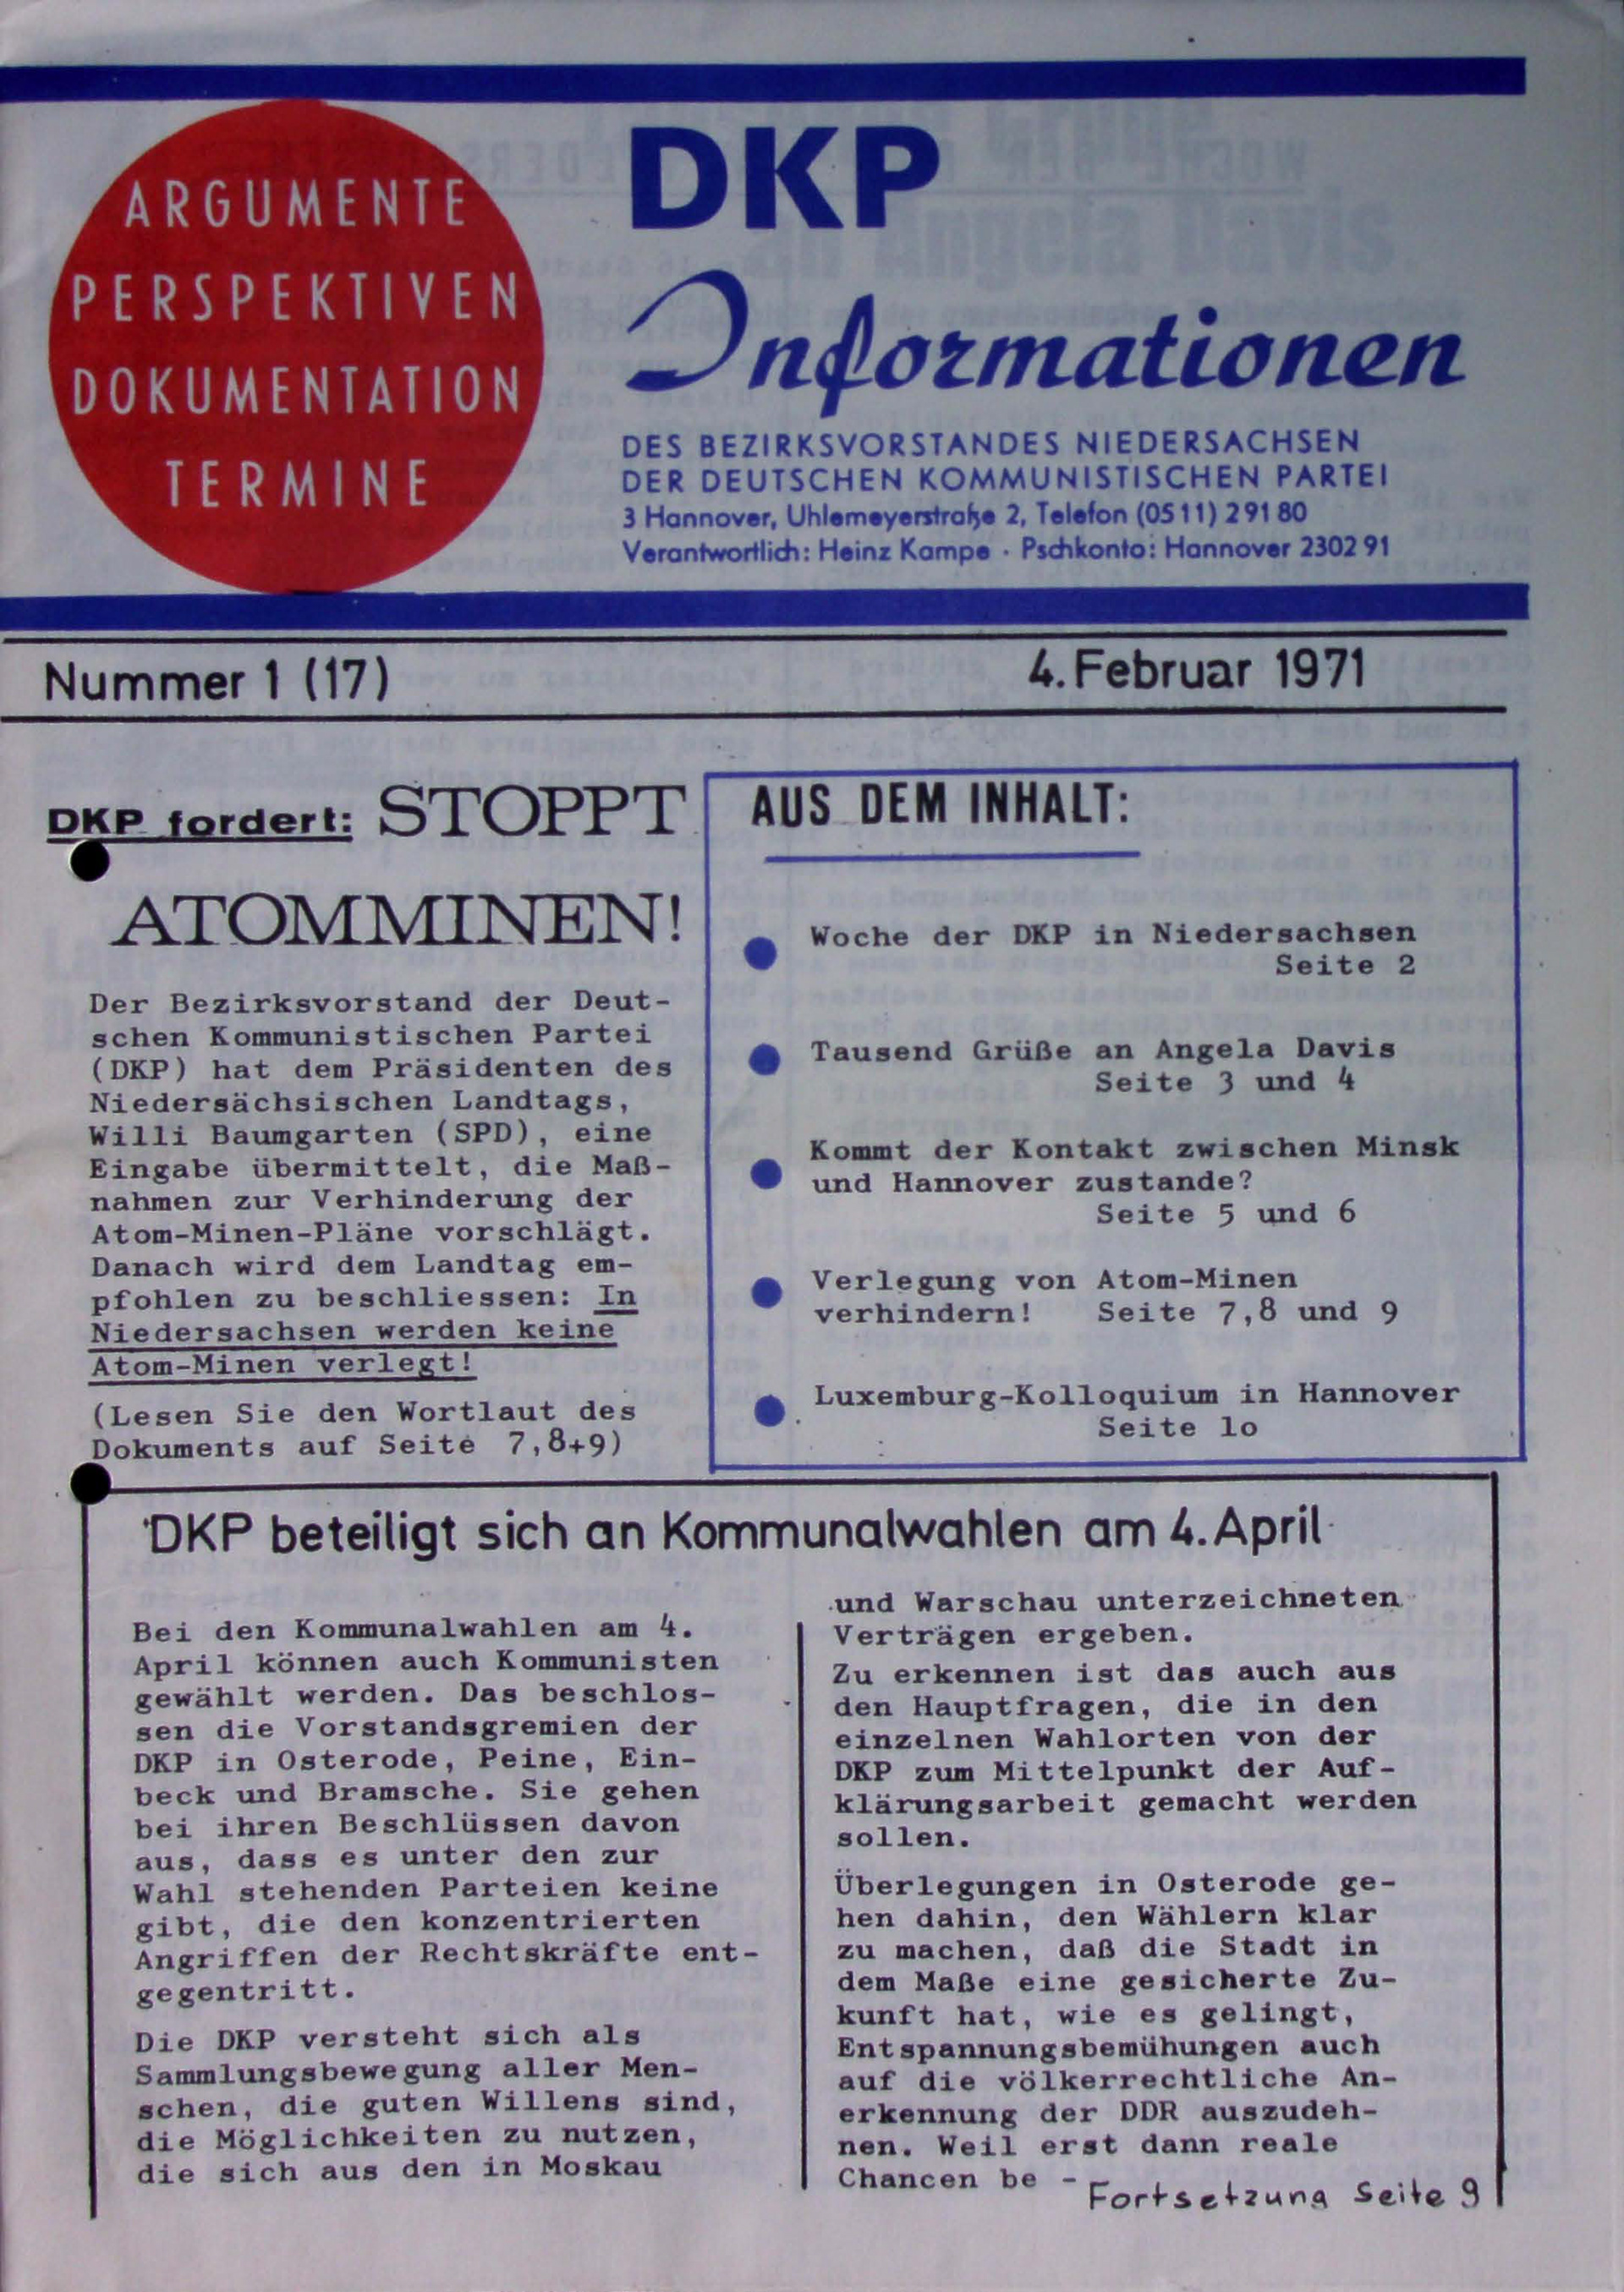 ARGUMENTE
PERSPEKTIVEN
DOKUMENTATION
TERMINE
DKP
Informationen
DES BEZIRKSVORSTANDES NIEDERSACHSEN
DER DEUTSCHEN KOMMUNISTISCHEN PARTEI
3 Hannover, Uhlemeyerstraße 2, Telefon (05 11) 2 91 80
Verantwortlich: Heinz Kampe · Pschkonto: Hannover 2302 91
Nummer 1 (17)
4. Februar 1971
DKP fordert: STOPPT
ATOMMINEN!
Der Bezirksvorstand der Deut-
schen Kommunistischen Partei
(DKP) hat dem Präsidenten des
Niedersächsischen Landtags,
Willi Baumgarten (SPD), eine
Eingabe übermittelt, die Maß-
nahmen zur Verhinderung der
Atom-Minen-Pläne vorschlägt.
Danach wird dem Landtag em-
pfohlen zu beschliessen: In
Niedersachsen werden keine
Atom-Minen verlegt!
(Lesen Sie den Wortlaut des
Dokuments auf Seite 7,8+9)
AUS DEM INHALT:
Woche der DKP in Niedersachsen
Seite 2
Tausend Grüße an Angela Davis
Seite 3 und 4
Kommt der Kontakt zwischen Minsk
und Hannover zustande?
Seite 5 und 6
Verlegung von Atom-Minen
verhindern! Seite 7,8 und 9
Luxemburg-Kolloquium in Hannover
Seite 1o
DKP beteiligt sich an Kommunalwahlen am 4. April
Bei den Kommunalwahlen am 4.
April können auch Kommunisten
gewählt werden. Das beschlos-
sen die Vorstandsgremien der
DKP in Osterode, Peine, Ein-
beck und Bramsche. Sie gehen
bei ihren Beschlüssen davon
aus, dass es unter den zur
Wahl stehenden Parteien keine
gibt, die den konzentrierten
Angriffen der Rechtskräfte ent-
gegentritt.
Die DKP versteht sich als
Sammlungsbewegung aller Men-
schen, die guten Willens sind,
die Möglichkeiten zu nutzen,
die sich aus den in Moskau
und Warschau unterzeichneten
Verträgen ergeben.
Zu erkennen ist das auch aus
den Hauptfragen, die in den
einzelnen Wahlorten von der
DKP zum Mittelpunkt der Auf-
klärungsarbeit gemacht werden
sollen.
Überlegungen in Osterode ge-
hen dahin, den Wählern klar
zu machen, daß die Stadt in
dem Maße eine gesicherte Zu-
kunft hat, wie es gelingt,
Entspannungsbemühungen auch
auf die völkerrechtliche An-
erkennung der DDR auszudeh-
nen. Weil erst dann reale
Chancen be -
Fortsetzung Seite 9